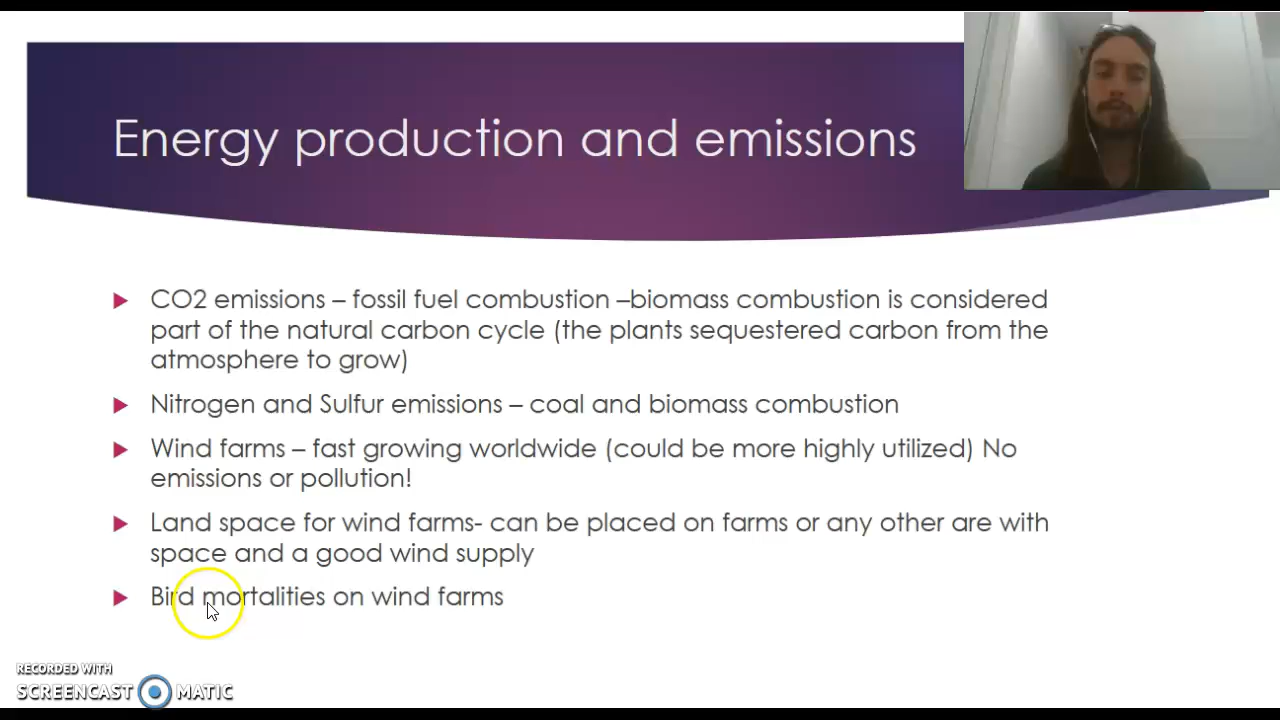 Energy production and emissions
CO2 emissions – fossil fuel combustion –biomass combustion is considered
part of the natural carbon cycle (the plants sequestered carbon from the
atmosphere to grow)
Nitrogen and Sulfur emissions – coal and biomass combustion
Wind farms – fast growing worldwide (could be more highly utilized) No
emissions or pollution!
Land space for wind farms- can be placed on farms or any other are with
space and a good wind supply
Bird mortalities on wind farms
RECORDED WITH
SCREENCAST MATIC